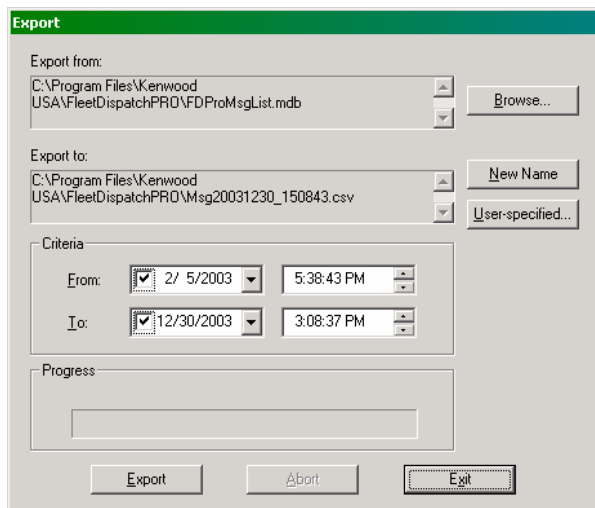 Export
Export from:
C:\Program Files\Kenwood
USA\FleetDispatchPRO\FDProMsgList.mdb
Browse...
Export to:
C:\Program Files\Kenwood
USA\FleetDispatchPRO\Msg20031230_150843.csv
New Name
User-specified...
Criteria
From: 2/ 5/2003 5:38:43 PM
To: 12/30/2003 3:08:37 PM
Progress
Export Abort Exit